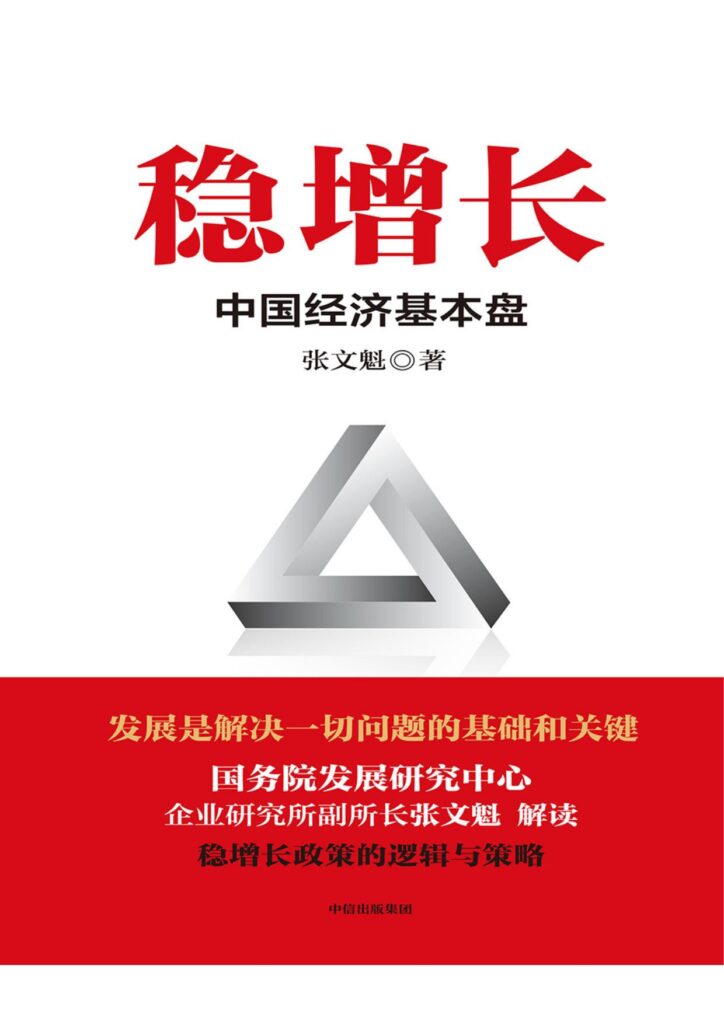 稳增长
中国经济基本盘
张文魁◎著
发展是解决一切问题的基础和关键
国务院发展研究中心
企业研究所副所长张文魁 解读
稳增长政策的逻辑与策略
中信出版集团